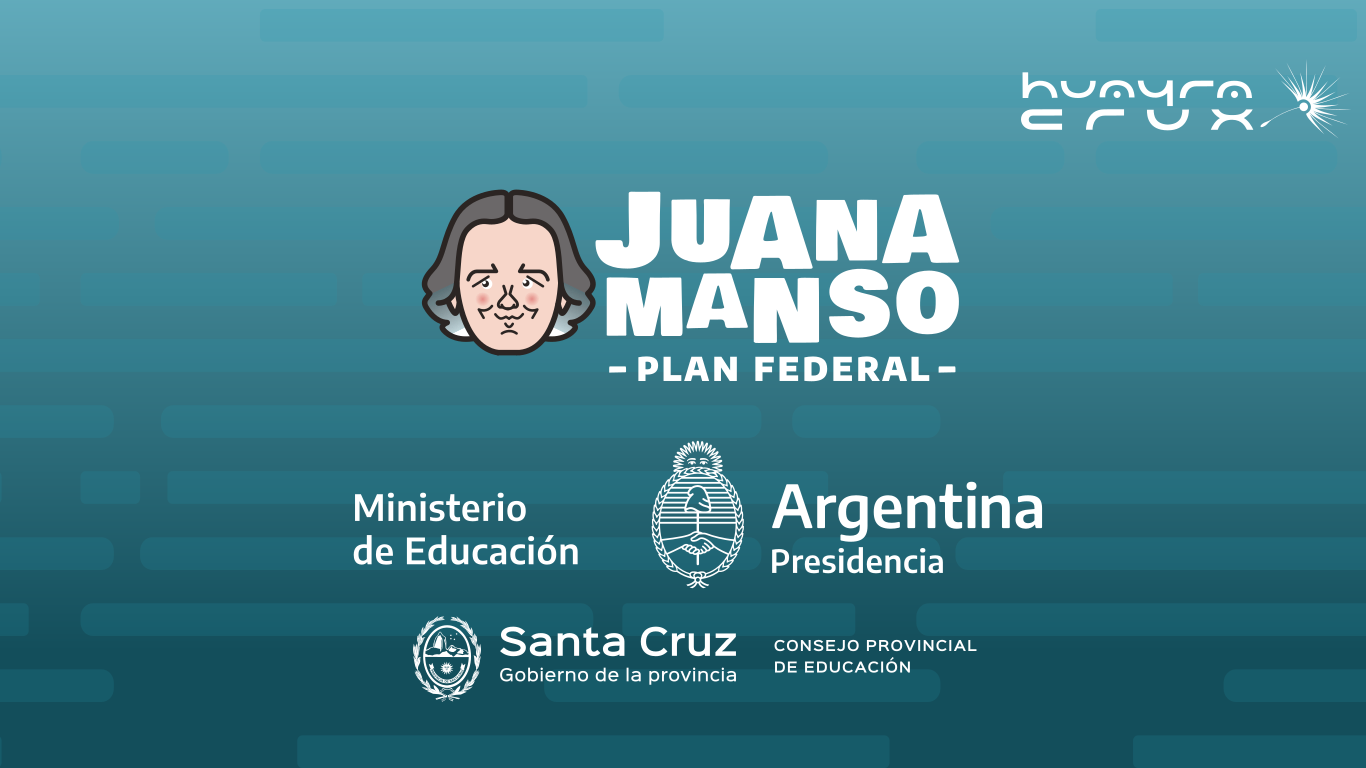 huayra
crux
JUANA
MANSO
- PLAN FEDERAL -
Ministerio
de Educación
Argentina
Presidencia
Santa Cruz
Gobierno de la provincia
CONSEJO PROVINCIAL
DE EDUCACIÓN